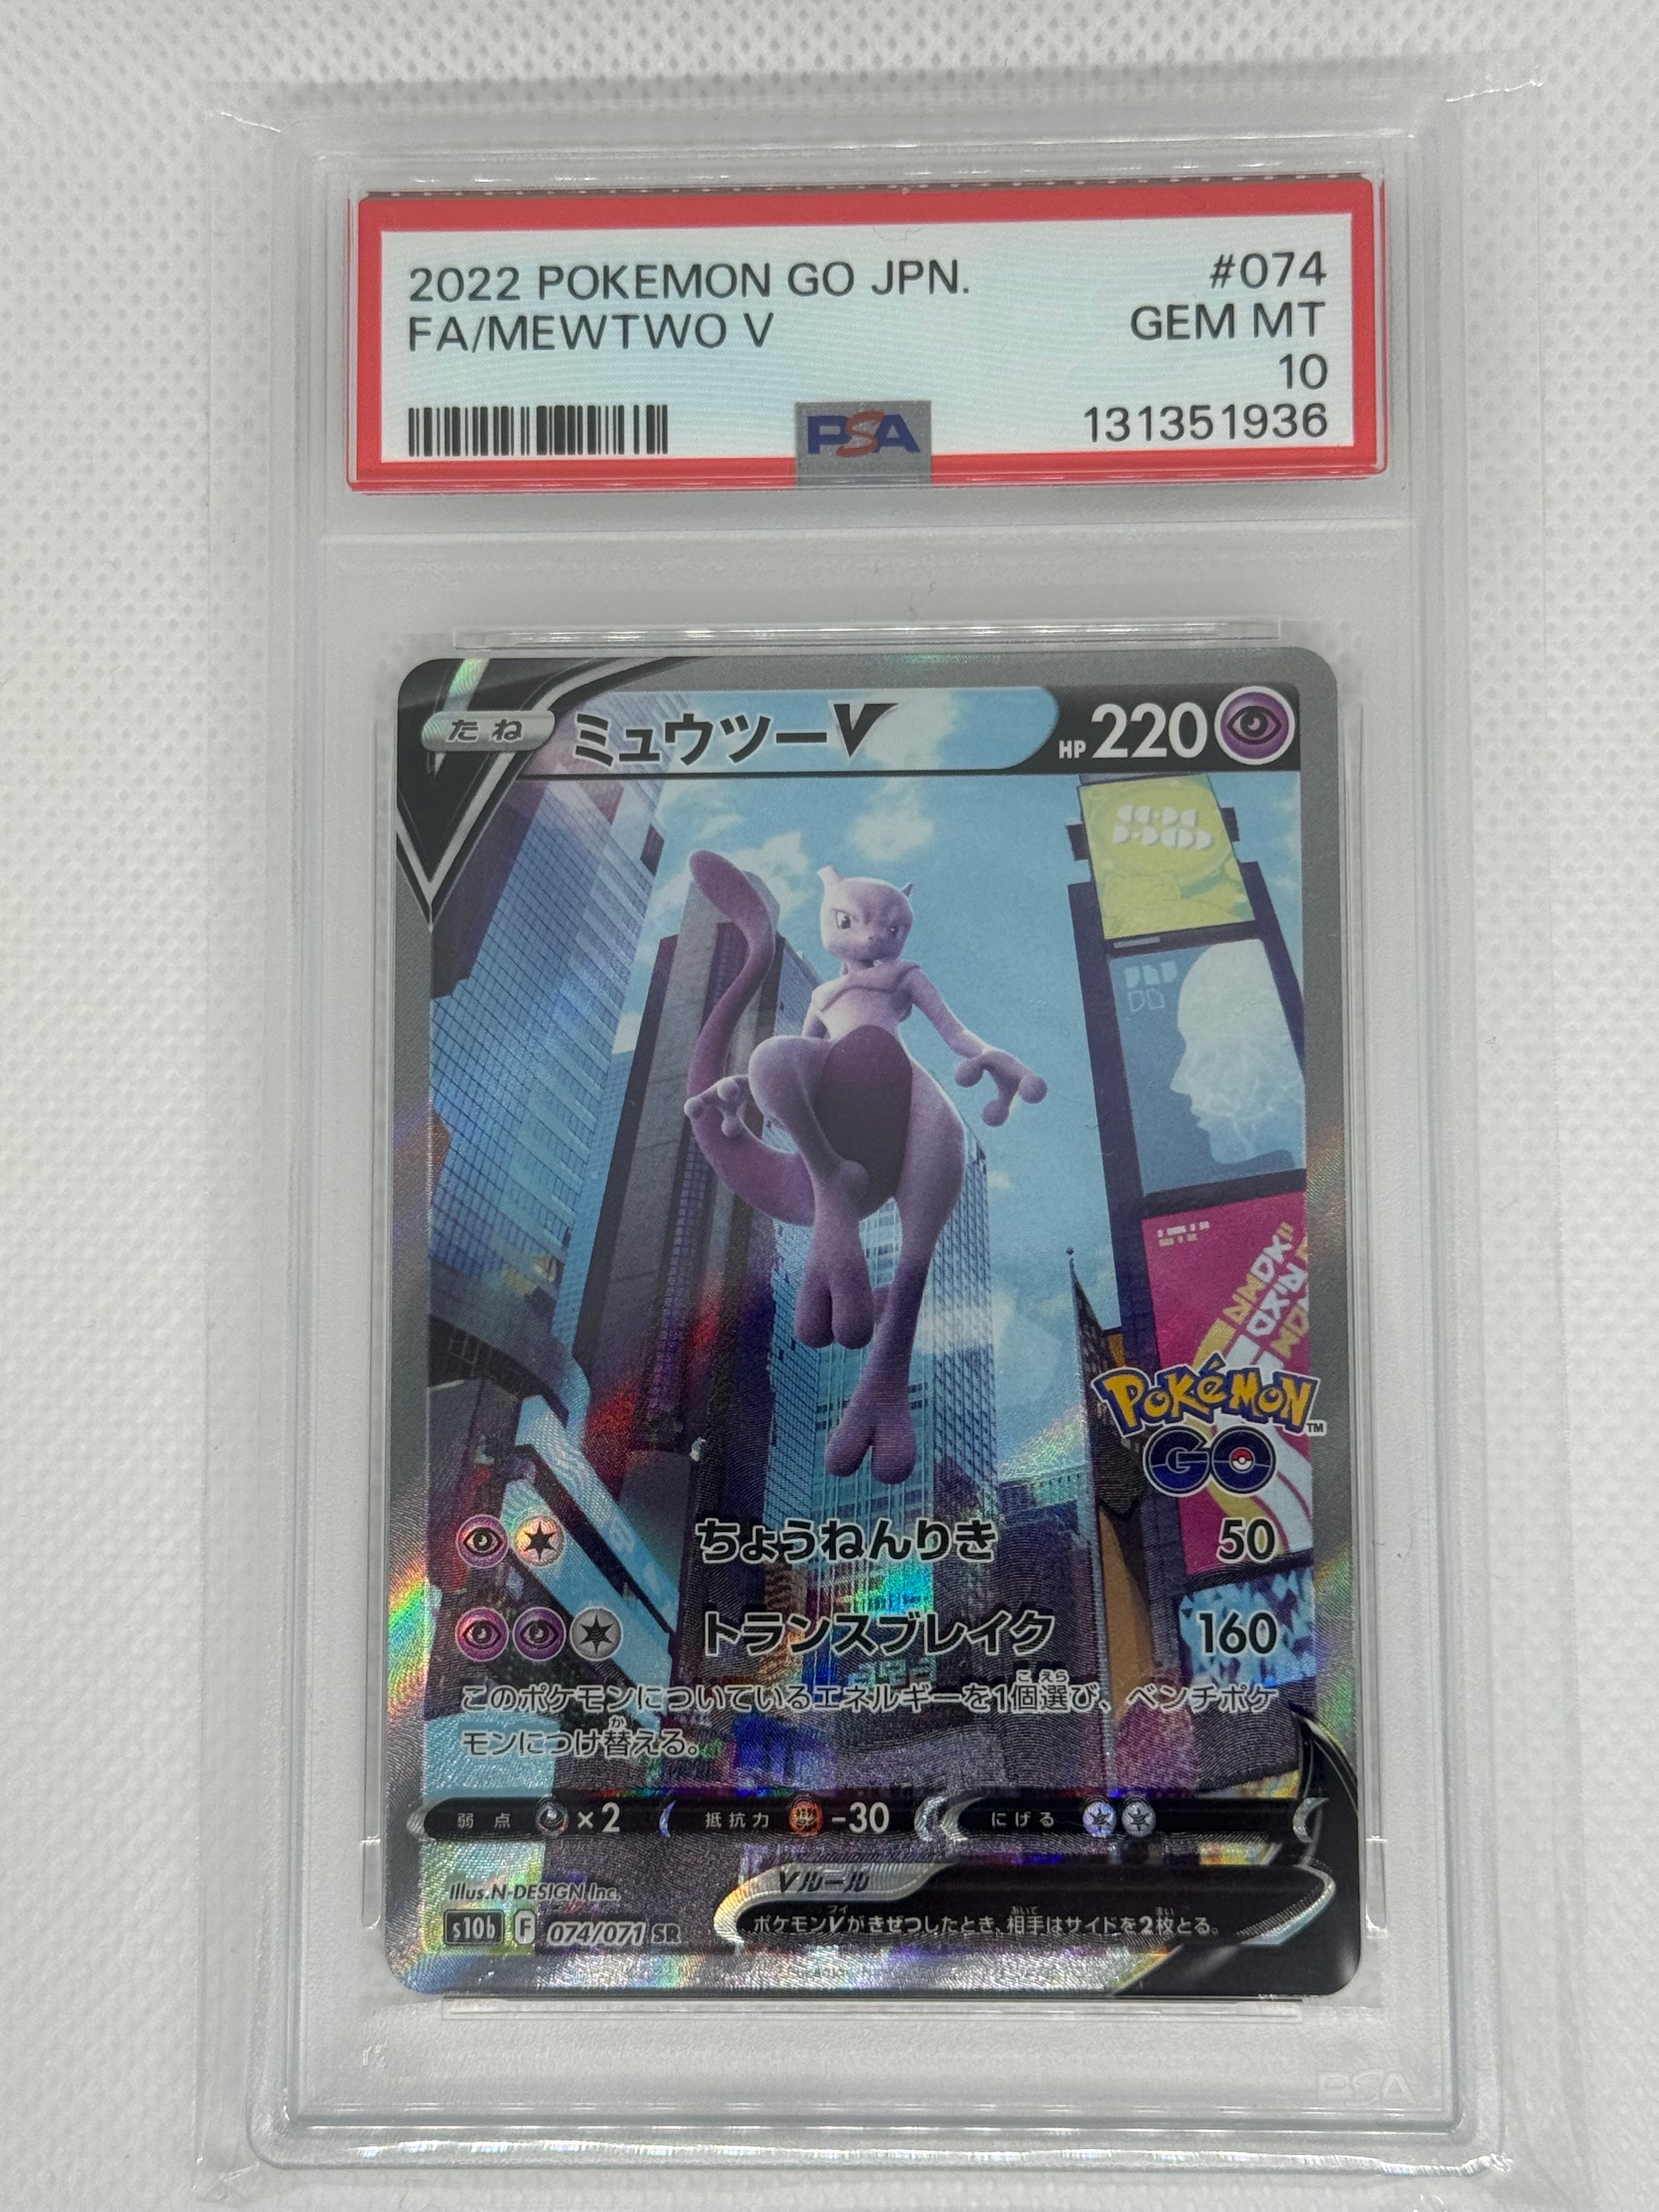 2022 POKEMON GO JPN. #074
FA/MEWTWO V GEM MT
10
PSA 131351936
たね ミュウツーV HP 220
POKéMON™
GO
ちょうねんりき 50
トランスブレイク 160
このポケモンについているエネルギーを1個選び、ベンチポケ
モンにつけ替える。
弱点 ×2 抵抗力 -30 にげる
Illus. N-DESIGN Inc.
Vルール
s10b F 074/071 SR
ポケモンVがきぜつしたとき、相手はサイドを2枚とる。
PSA